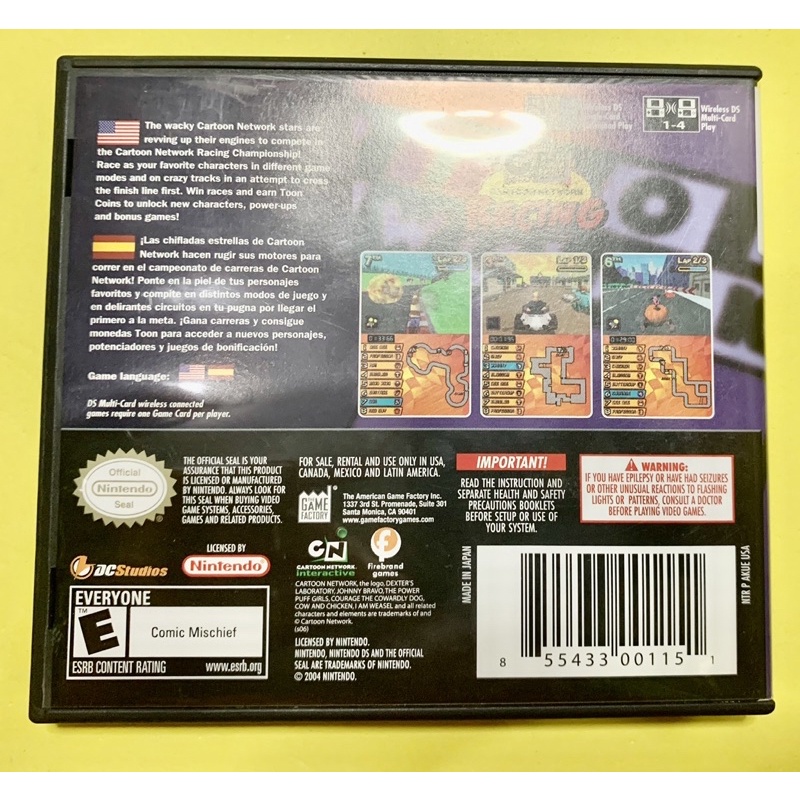 The wacky Cartoon Network stars are
revving up their engines to compete in
the Cartoon Network Racing Championship!
Race as your favorite characters in different game
modes and on crazy tracks in an attempt to cross
the finish line first. Win races and earn Toon
Coins to unlock new characters, power-ups
and bonus games!
¡Las chifladas estrellas de Cartoon
Network hacen rugir sus motores para
correr en el campeonato de carreras de Cartoon
Network! Ponte en la piel de tus personajes
favoritos y compite en distintos modos de juego y
en delirantes circuitos en tu pugna por llegar el
primero a la meta. ¡Gana carreras y consigue
monedas Toon para acceder a nuevos personajes,
potenciadores y juegos de bonificación!
Game language:
DS Multi-Card wireless connected
games require one Game Card per player.
1-4
Wireless DS
Multi-Card
Play
RACING
LAP 1/3
LAP 2/3
Official
Nintendo
Seal
THE OFFICIAL SEAL IS YOUR
ASSURANCE THAT THIS PRODUCT
IS LICENSED OR MANUFACTURED
BY NINTENDO. ALWAYS LOOK FOR
THIS SEAL WHEN BUYING VIDEO
GAME SYSTEMS, ACCESSORIES,
GAMES AND RELATED PRODUCTS.
FOR SALE, RENTAL AND USE ONLY IN USA,
CANADA, MEXICO AND LATIN AMERICA.
THE
GAME
FACTORY
The American Game Factory Inc.
1337 3rd St. Promenade, Suite 301
Santa Monica, CA 90401
www.gamefactorygames.com
IMPORTANT!
READ THE INSTRUCTION AND
SEPARATE HEALTH AND SAFETY
PRECAUTIONS BOOKLETS
BEFORE SETUP OR USE OF
YOUR SYSTEM.
WARNING:
IF YOU HAVE EPILEPSY OR HAVE HAD SEIZURES
OR OTHER UNUSUAL REACTIONS TO FLASHING
LIGHTS OR PATTERNS, CONSULT A DOCTOR
BEFORE PLAYING VIDEO GAMES.
DCStudios
LICENSED BY
Nintendo
CN
CARTOON NETWORK
interactive
f
firebrand
games
CARTOON NETWORK, the logo, DEXTER'S
LABORATORY, JOHNNY BRAVO, THE POWER
PUFF GIRLS, COURAGE THE COWARDLY DOG,
COW AND CHICKEN, I AM WEASEL and all related
characters and elements are trademarks of and
© Cartoon Network.
(s06)
LICENSED BY NINTENDO.
NINTENDO, NINTENDO DS AND THE OFFICIAL
SEAL ARE TRADEMARKS OF NINTENDO.
© 2004 NINTENDO.
EVERYONE
E
TM
Comic Mischief
ESRB CONTENT RATING www.esrb.org
MADE IN JAPAN
8 55433 00115 1
NTR P AKUE USA